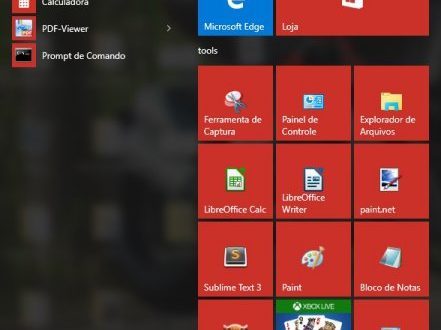 Calculadora
PDF-Viewer
Prompt de Comando
Microsoft Edge
Loja
tools
Ferramenta de
Captura
Painel de
Controle
Explorador de
Arquivos
LibreOffice Calc
LibreOffice
Writer
paint.net
Sublime Text 3
Paint
Bloco de Notas
XBOX LIVE